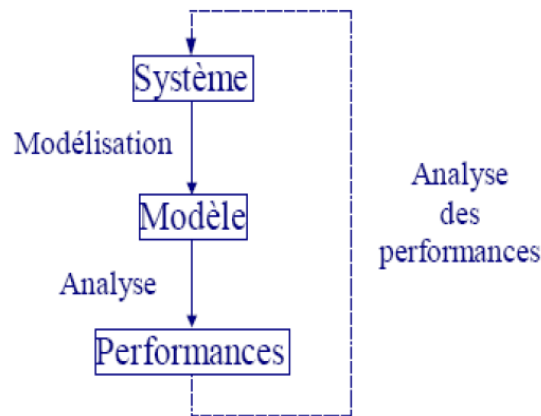 Système
Modélisation
Modèle
Analyse
Performances
Analyse
des
performances